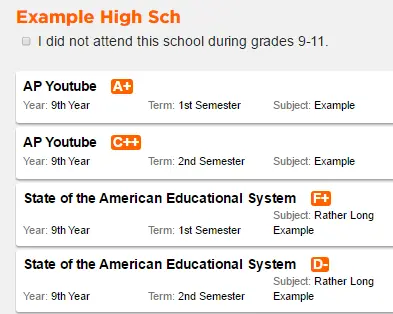 Example High Sch
I did not attend this school during grades 9-11.
AP Youtube A+
Year: 9th Year Term: 1st Semester Subject: Example
AP Youtube C++
Year: 9th Year Term: 2nd Semester Subject: Example
State of the American Educational System F+
Year: 9th Year Term: 1st Semester Subject: Rather Long Example
State of the American Educational System D-
Year: 9th Year Term: 2nd Semester Subject: Rather Long Example